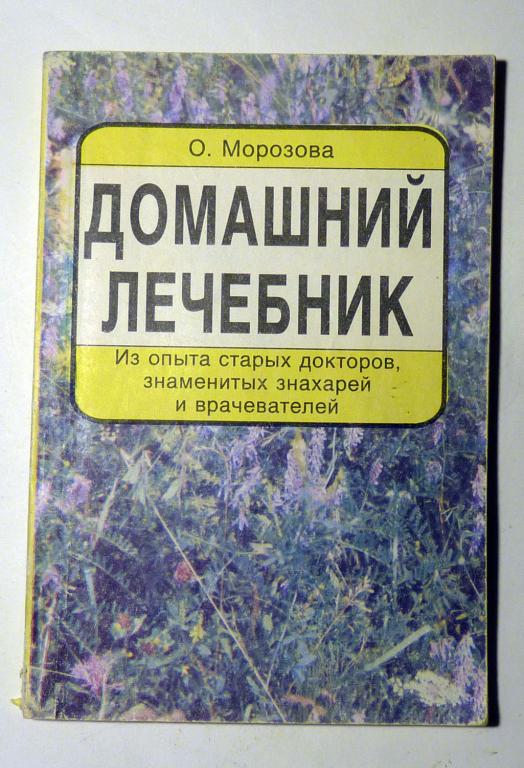 О. Морозова
ДОМАШНИЙ
ЛЕЧЕБНИК
Из опыта старых докторов,
знаменитых знахарей
и врачевателей